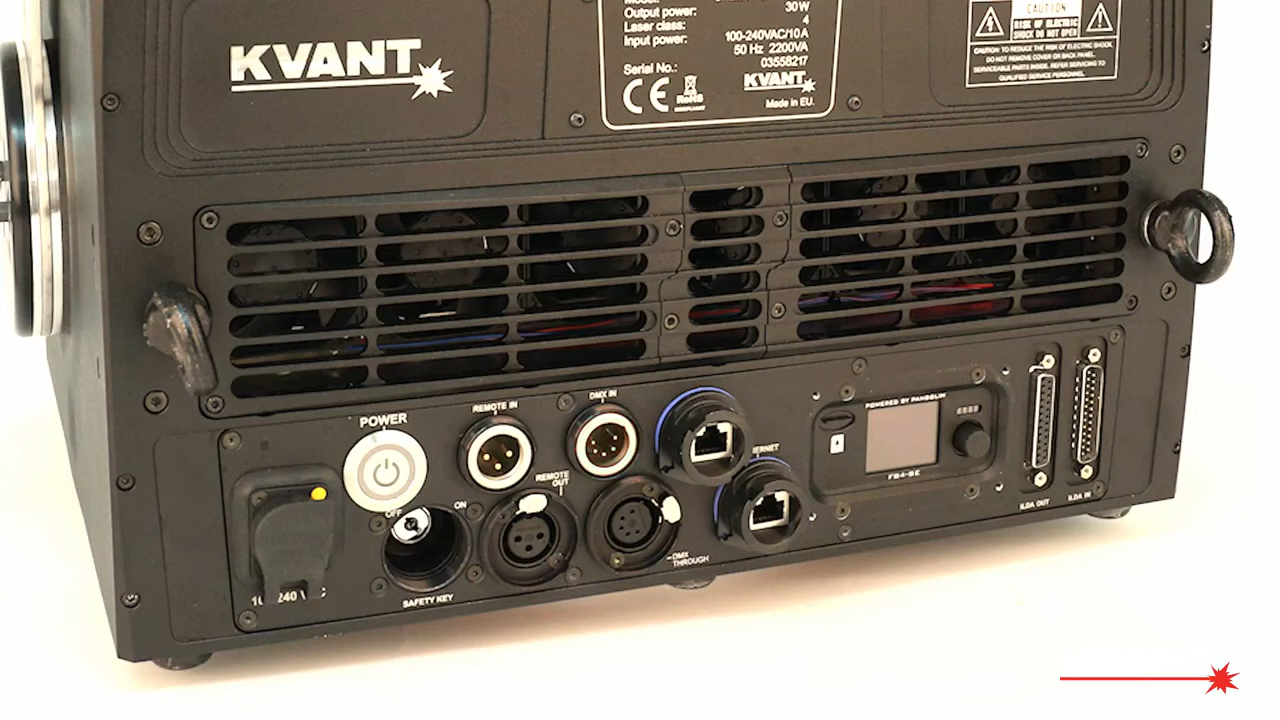 KVANT
Output power: 30W
Laser class: 4
Input power: 100-240VAC/10A
50 Hz 2200VA
Serial No.: 03558217
CE RoHS KVANT
Made in EU.
CAUTION
RISK OF ELECTRIC
SHOCK DO NOT OPEN
CAUTION: TO REDUCE THE RISK OF ELECTRIC SHOCK,
DO NOT REMOVE COVER OR BACK PANEL.
SERVICEABLE PARTS INSIDE. REFER SERVICING TO
QUALIFIED SERVICE PERSONNEL.
POWER
REMOTE IN
DMX IN
POWERED BY PANGOLIN
FB4-SK
OFF
ON
REMOTE
OUT
DMX
THROUGH
SAFETY KEY
ILDA OUT
ILDA IN